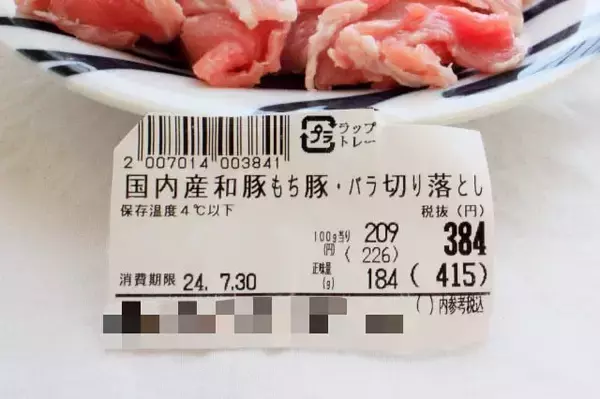 プラ
ラップ
トレー
2 007014 003841
国内産和豚もち豚・バラ切り落とし
保存温度4℃以下
税抜(円)
100g当り 209 384
(円) (226)
消費期限 24. 7.30
正味量(g) 184 (415)
( )内参考税込